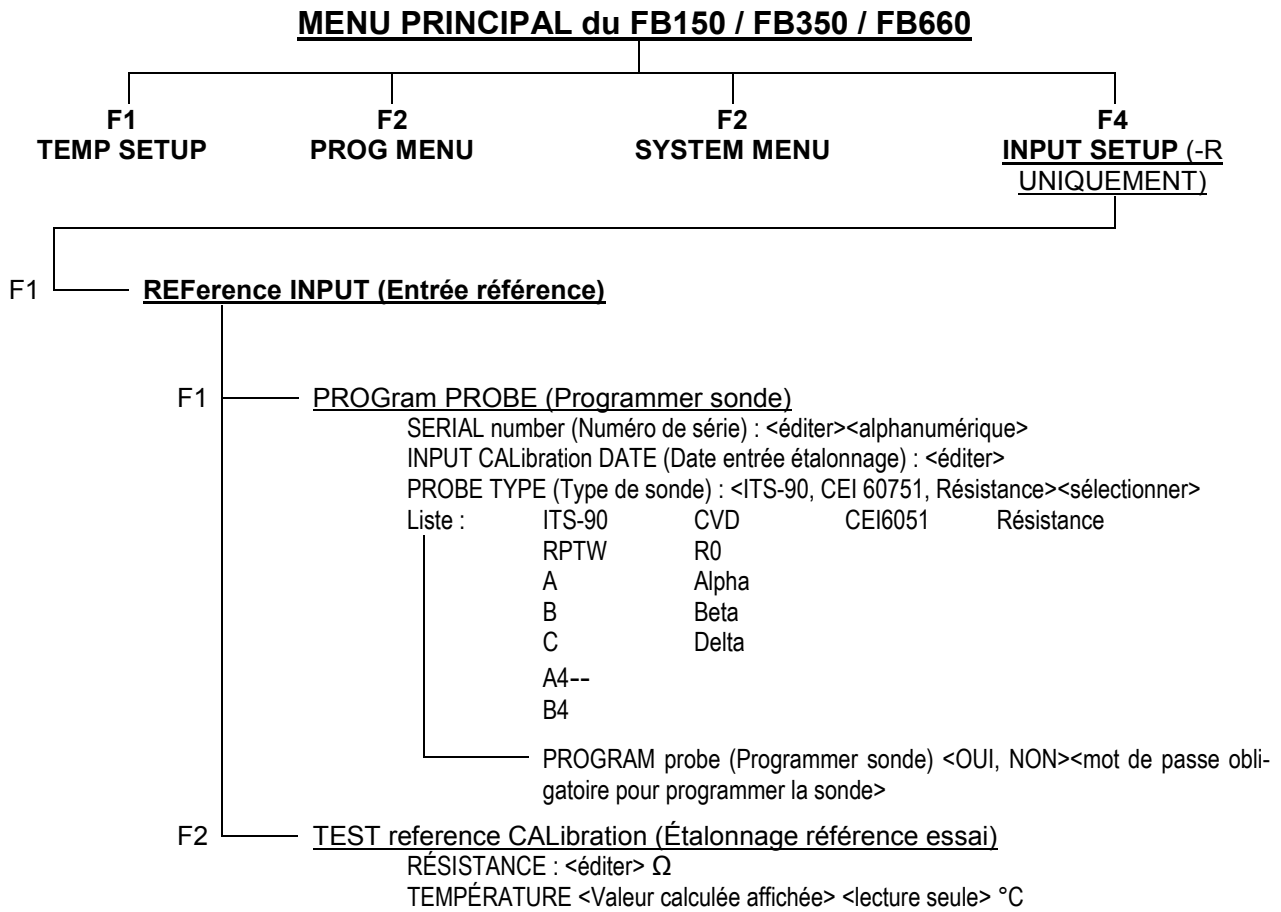 MENU PRINCIPAL du FB150 / FB350 / FB660
F1 F2 F2 F4
TEMP SETUP PROG MENU SYSTEM MENU INPUT SETUP (-R
UNIQUEMENT)
F1 REFerence INPUT (Entrée référence)
F1 PROGram PROBE (Programmer sonde)
SERIAL number (Numéro de série) : <éditer><alphanumérique>
INPUT CALibration DATE (Date entrée étalonnage) : <éditer>
PROBE TYPE (Type de sonde) : <ITS-90, CEI 60751, Résistance><sélectionner>
Liste : ITS-90 CVD CEI6051 Résistance
RPTW R0
A Alpha
B Beta
C Delta
A4--
B4
PROGRAM probe (Programmer sonde) <OUI, NON><mot de passe obli-
gatoire pour programmer la sonde>
F2 TEST reference CALibration (Étalonnage référence essai)
RÉSISTANCE : <éditer> Ω
TEMPÉRATURE <Valeur calculée affichée> <lecture seule> °C